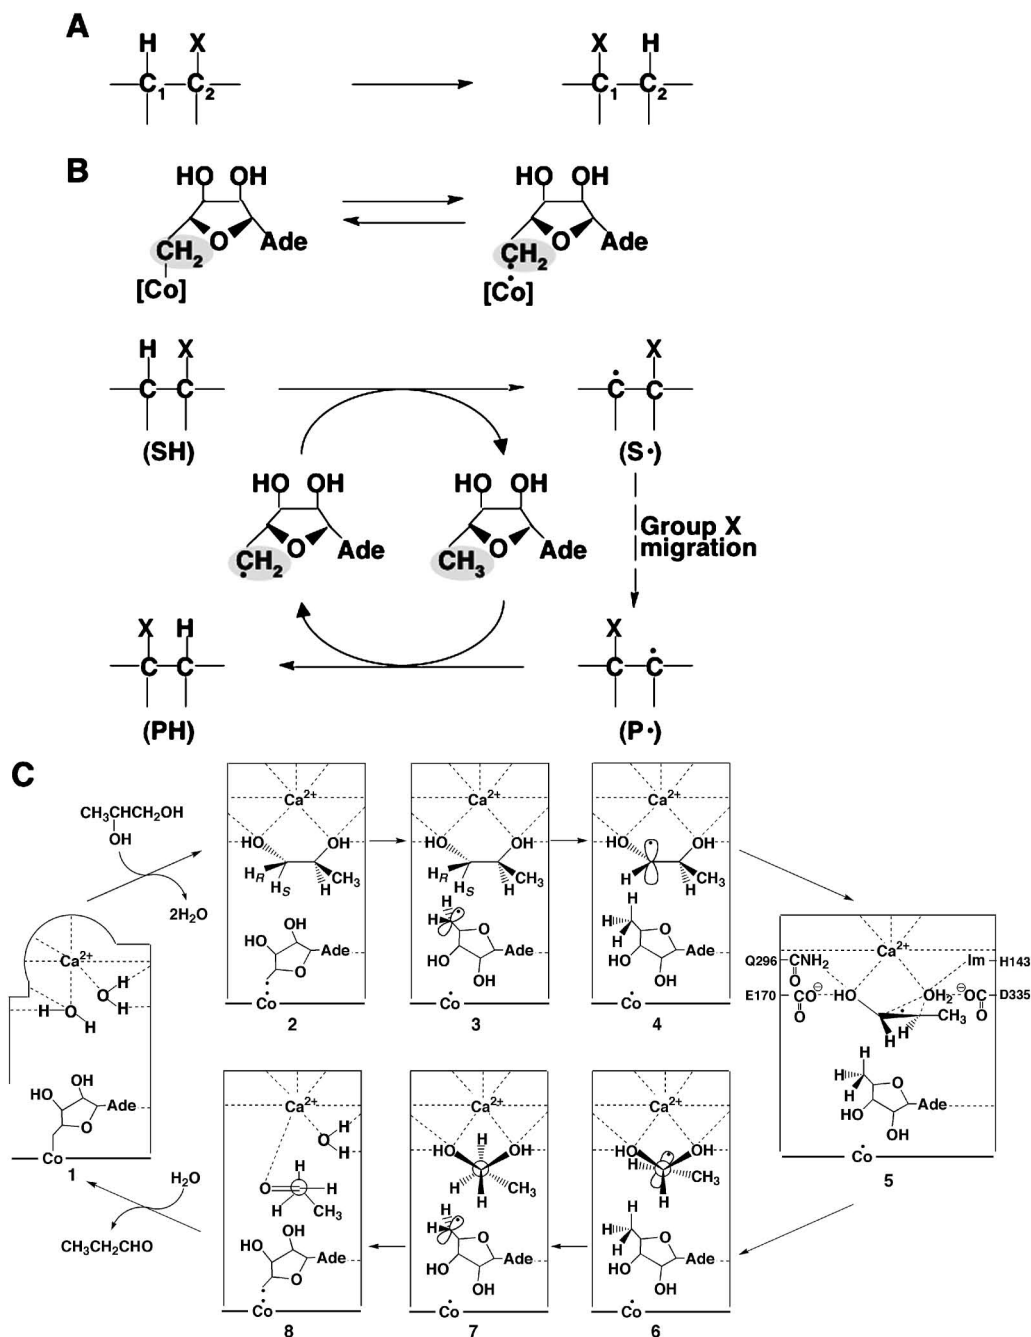 A
H X X H
C1 C2 C1 C2
B
HO OH HO OH
O Ade O Ade
CH2 CH2
[Co] [Co]
H X X
C C C C
(SH) (S·)
HO OH HO OH
Group X
migration
O Ade O Ade
CH2 CH3
X H X
C C C C
(PH) (P·)
C
CH3CHCH2OH
OH
2H2O
Ca2+
H
O H
H O
H
OH
HO
Ade
O
Co
1
Ca2+
HO OH
HR HS H CH3
OH
HO
Ade
O
Co
2
Ca2+
HO OH
HR HS H CH3
H
H
O
Ade
HO
OH
Co
3
Ca2+
HO OH
H H CH3
H
H
H O
Ade
HO
OH
Co
4
Ca2+
Q296 CNH2 Im H143
O
E170 CO⊖ HO OH2 ⊖OC D335
O O
CH3
H H
H
H
H O
Ade
HO
OH
Co
5
Ca2+
HO OH
H CH3
H
H
H
H O
Ade
HO
OH
Co
6
Ca2+
H
HO OH
H H CH3
H
H
O
Ade
HO
OH
Co
7
Ca2+
H
O
H
H
O H
H CH3
OH
HO
Ade
O
Co
8
H2O
CH3CH2CHO